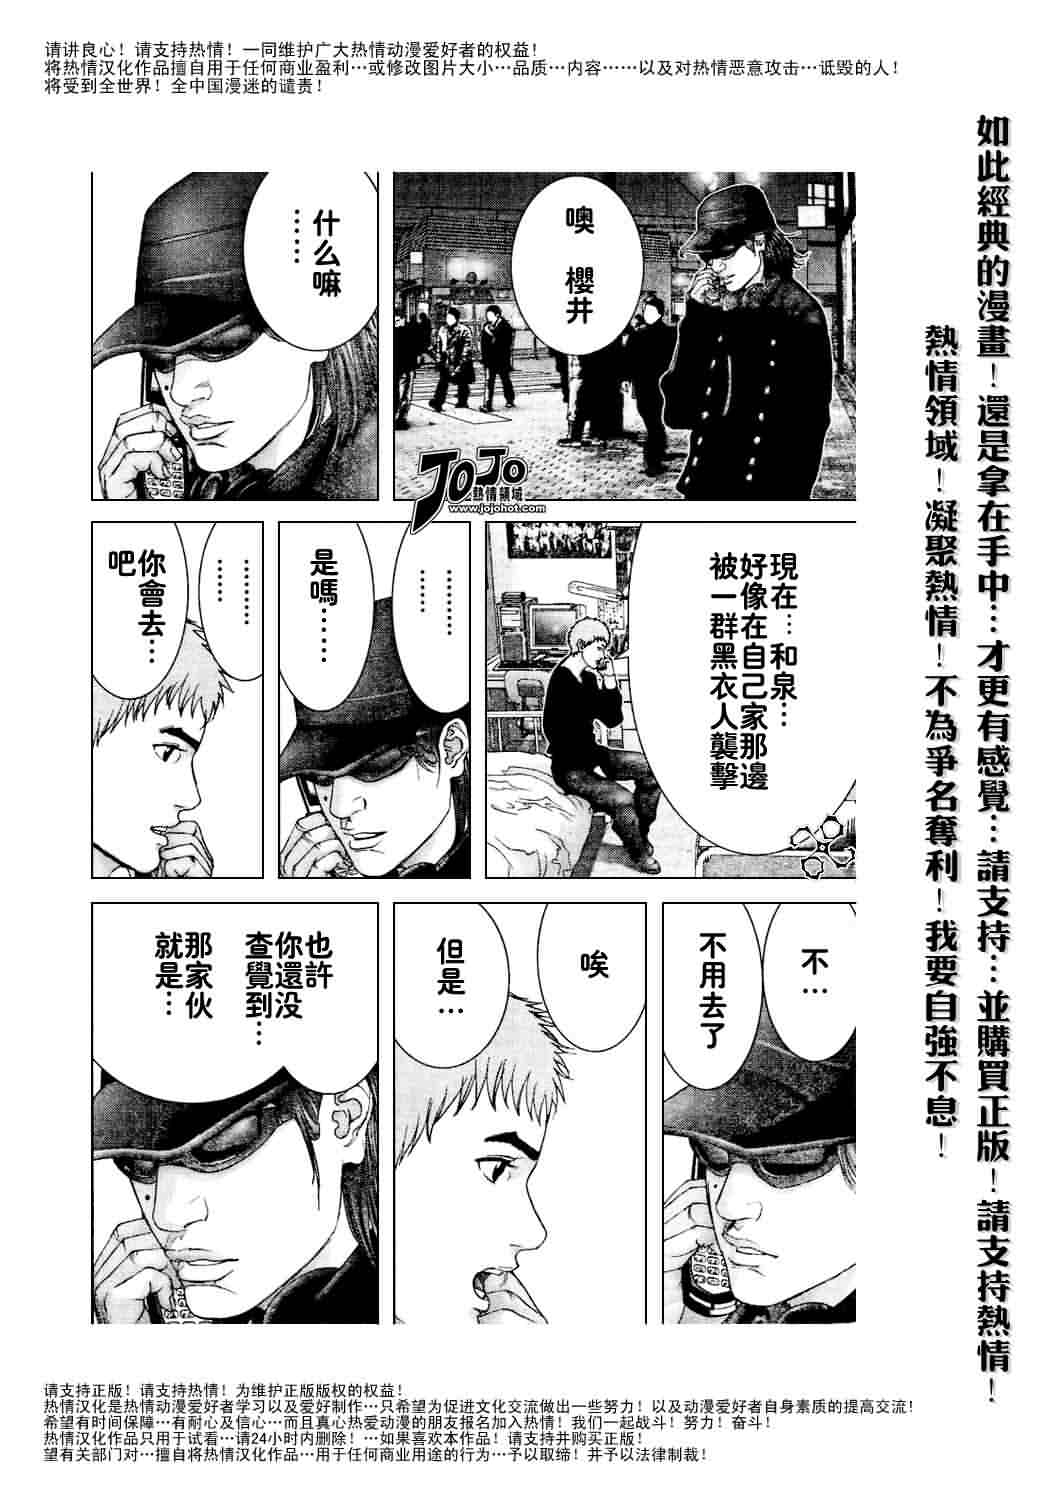 请讲良心！请支持热情！一同维护广大热情动漫爱好者的权益！
将热情汉化作品擅自用于任何商业盈利…或修改图片大小…品质…内容……以及对热情恶意攻击…诋毁的人！
将受到全世界！全中国漫迷的谴责！
如此經典的漫畫！還是拿在手中…才更有感覺…請支持…並購買正版！請支持熱情！
熱情領域！凝聚熱情！不為爭名奪利！我要自強不息！
噢 櫻井
什么嘛
……
JOJO
熱情領域
www.jojohot.com
現在…和泉…
好像在自己家那邊
被一群黑衣人襲擊
………
………
是嗎……
………
………
你會去…
吧
不…
不用去了
唉
但是…
也許
你還没
查覺到…
那家伙
就是…
请支持正版！请支持热情！为维护正版版权的权益！
热情汉化是热情动漫爱好者学习以及爱好制作…只希望为促进文化交流做出一些努力！以及动漫爱好者自身素质的提高交流！
希望有时间保障…有耐心及信心…而且真心热爱动漫的朋友报名加入热情！我们一起战斗！努力！奋斗！
热情汉化作品只用于试看…请24小时内删除！…如果喜欢本作品！请支持并购买正版！
望有关部门对…擅自将热情汉化作品…用于任何商业用途的行为…予以取缔！并予以法律制裁！